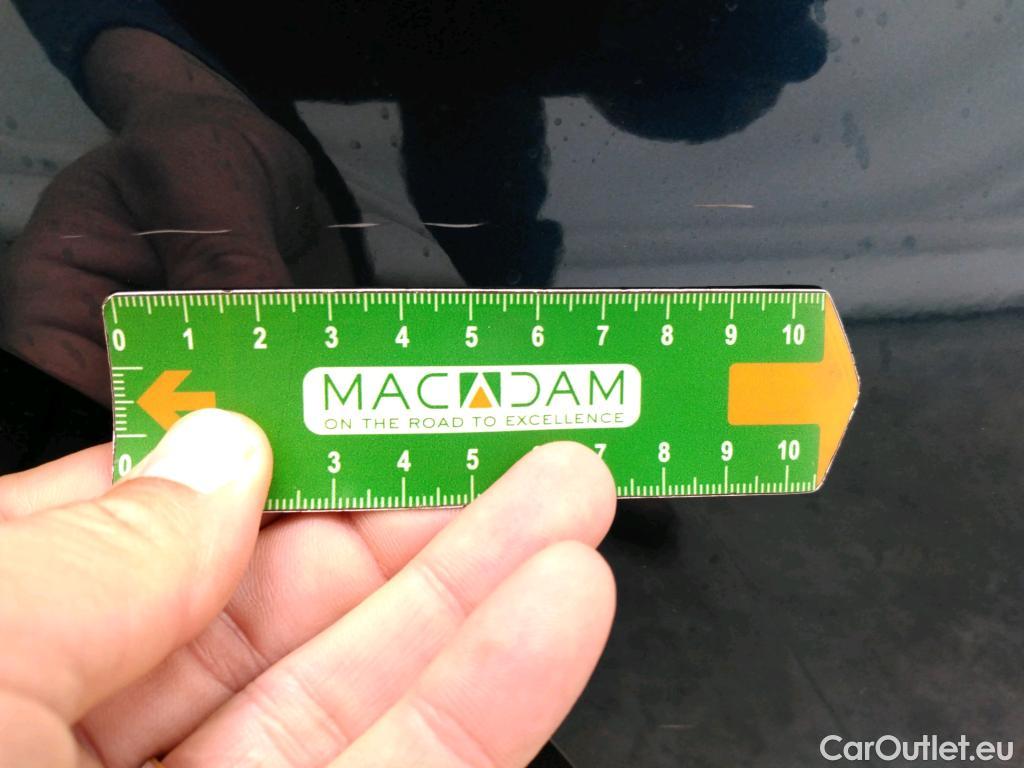 0 1 2 3 4 5 6 7 8 9 10
MACADAM
ON THE ROAD TO EXCELLENCE
0 3 4 5 7 8 9 10
CarOutlet.eu